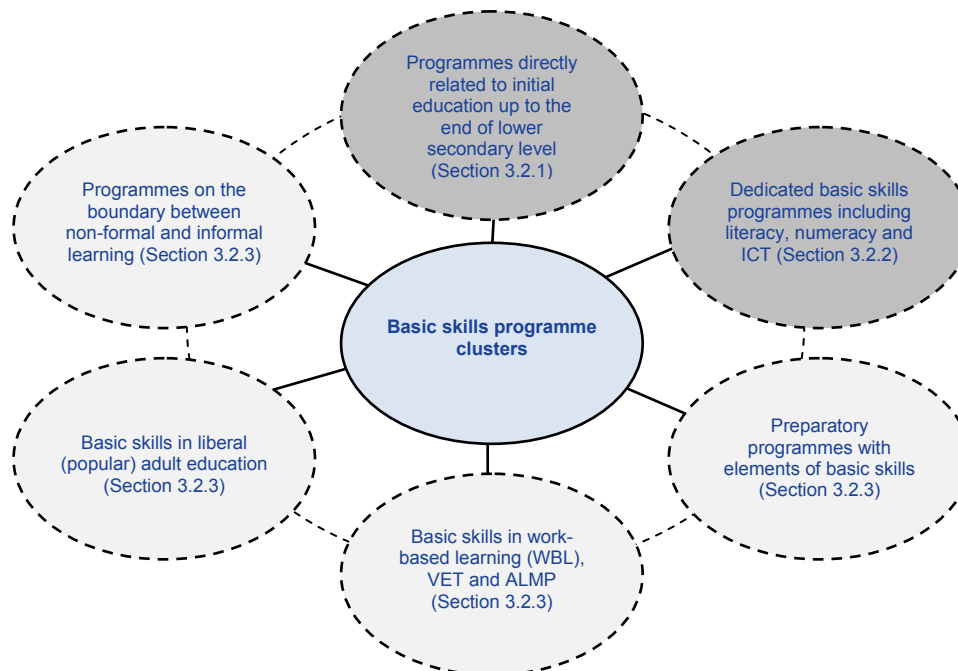 Programmes directly
related to initial
education up to the
end of lower
secondary level
(Section 3.2.1)
Programmes on the
boundary between
non-formal and informal
learning (Section 3.2.3)
Dedicated basic skills
programmes including
literacy, numeracy and
ICT (Section 3.2.2)
Basic skills programme
clusters
Basic skills in liberal
(popular) adult education
(Section 3.2.3)
Preparatory
programmes with
elements of basic skills
(Section 3.2.3)
Basic skills in work-
based learning (WBL),
VET and ALMP
(Section 3.2.3)